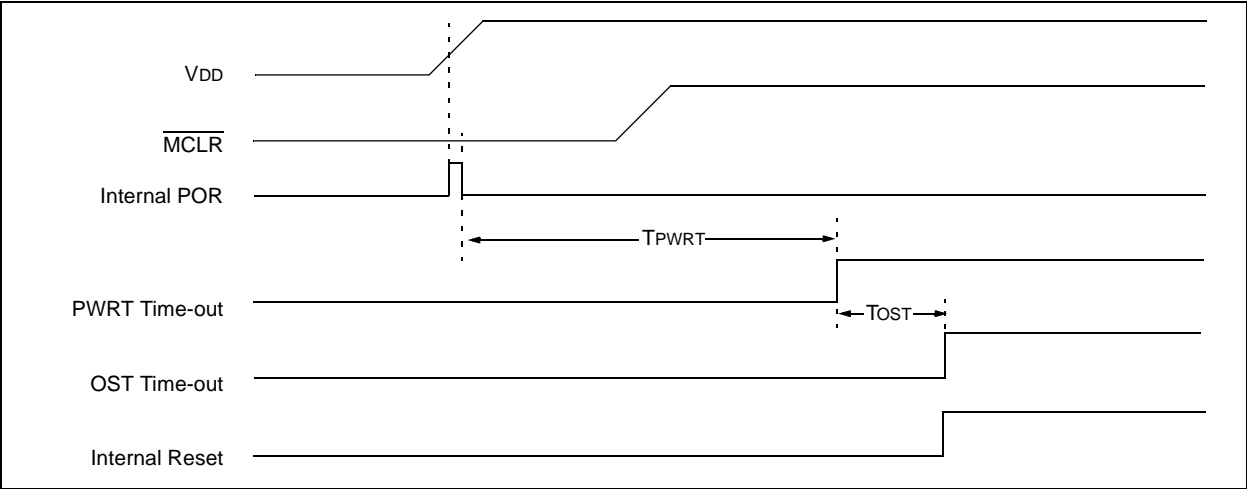 VDD
MCLR
Internal POR
TPWRT
PWRT Time-out
TOST
OST Time-out
Internal Reset